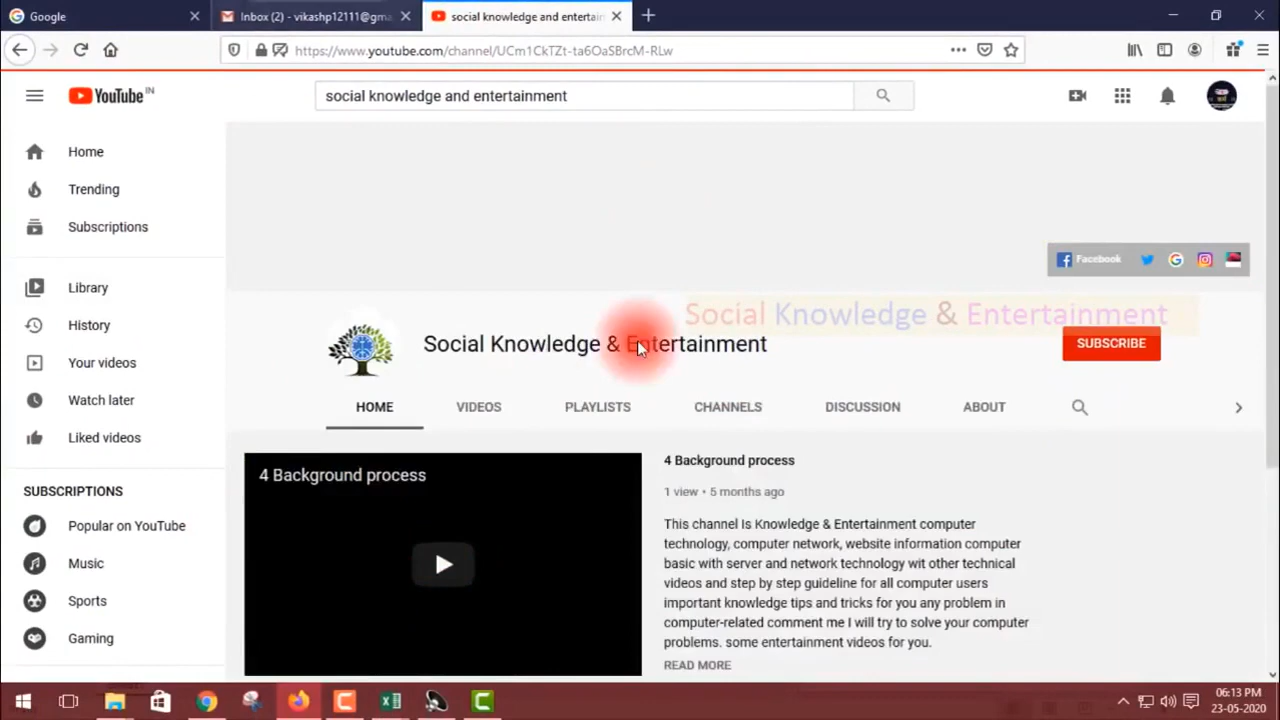 Google
Inbox (2) - vikashp12111@gma
social knowledge and entertain
https://www.youtube.com/channel/UCm1CkTZt-ta6OaSBrcM-RLw
YouTube IN
social knowledge and entertainment
Home
Trending
Subscriptions
Library
History
Your videos
Watch later
Liked videos
SUBSCRIPTIONS
Popular on YouTube
Music
Sports
Gaming
Facebook
Social Knowledge & Entertainment
Social Knowledge & Entertainment
SUBSCRIBE
HOME
VIDEOS
PLAYLISTS
CHANNELS
DISCUSSION
ABOUT
4 Background process
4 Background process
1 view • 5 months ago
This channel is Knowledge & Entertainment computer
technology, computer network, website information computer
basic with server and network technology wit other technical
videos and step by step guideline for all computer users
important knowledge tips and tricks for you any problem in
computer-related comment me I will try to solve your computer
problems. some entertainment videos for you.
READ MORE
06:13 PM
23-05-2020